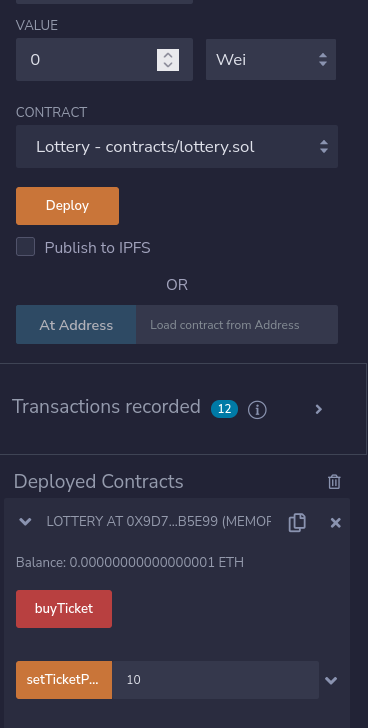 VALUE
0 Wei
CONTRACT
Lottery - contracts/lottery.sol
Deploy
Publish to IPFS
OR
At Address Load contract from Address
Transactions recorded 12 i
Deployed Contracts
LOTTERY AT 0X9D7...B5E99 (MEMOR
Balance: 0.000000000000000001 ETH
buyTicket
setTicketP... 10